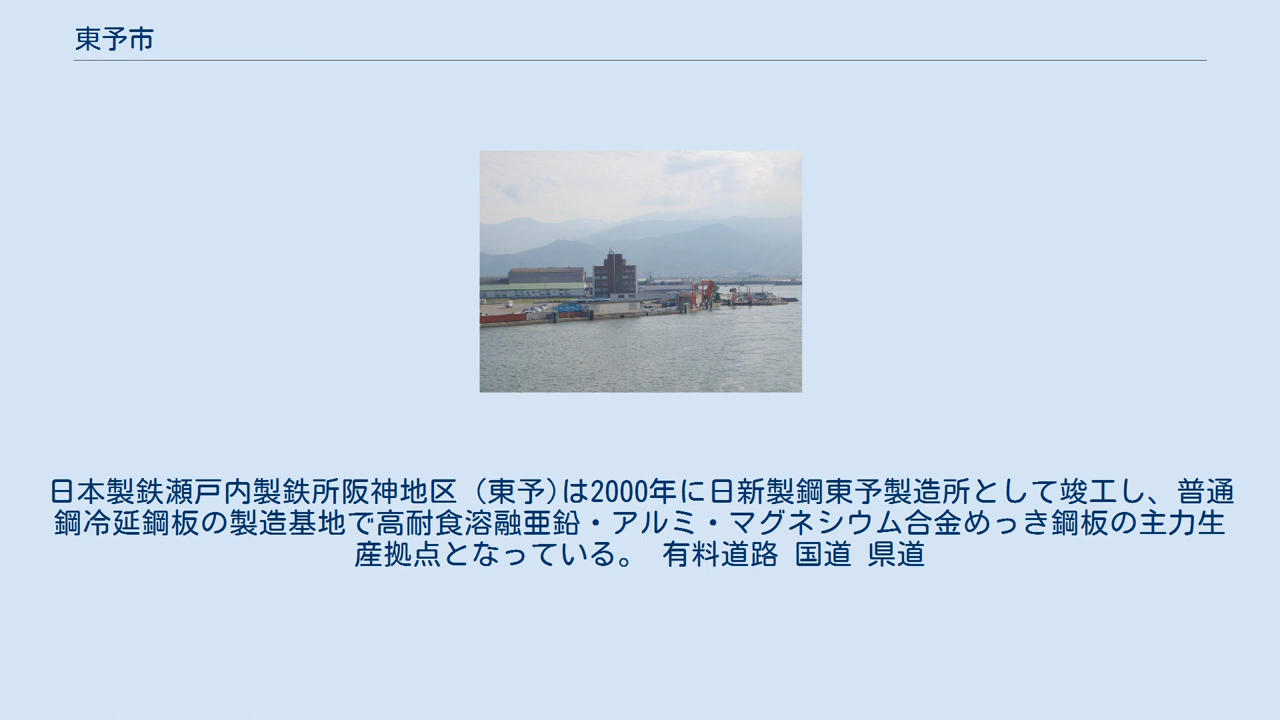 東予市
日本製鉄瀬戸内製鉄所阪神地区（東予）は2000年に日新製鋼東予製造所として竣工し、普通
鋼冷延鋼板の製造基地で高耐食溶融亜鉛・アルミ・マグネシウム合金めっき鋼板の主力生
産拠点となっている。 有料道路 国道 県道